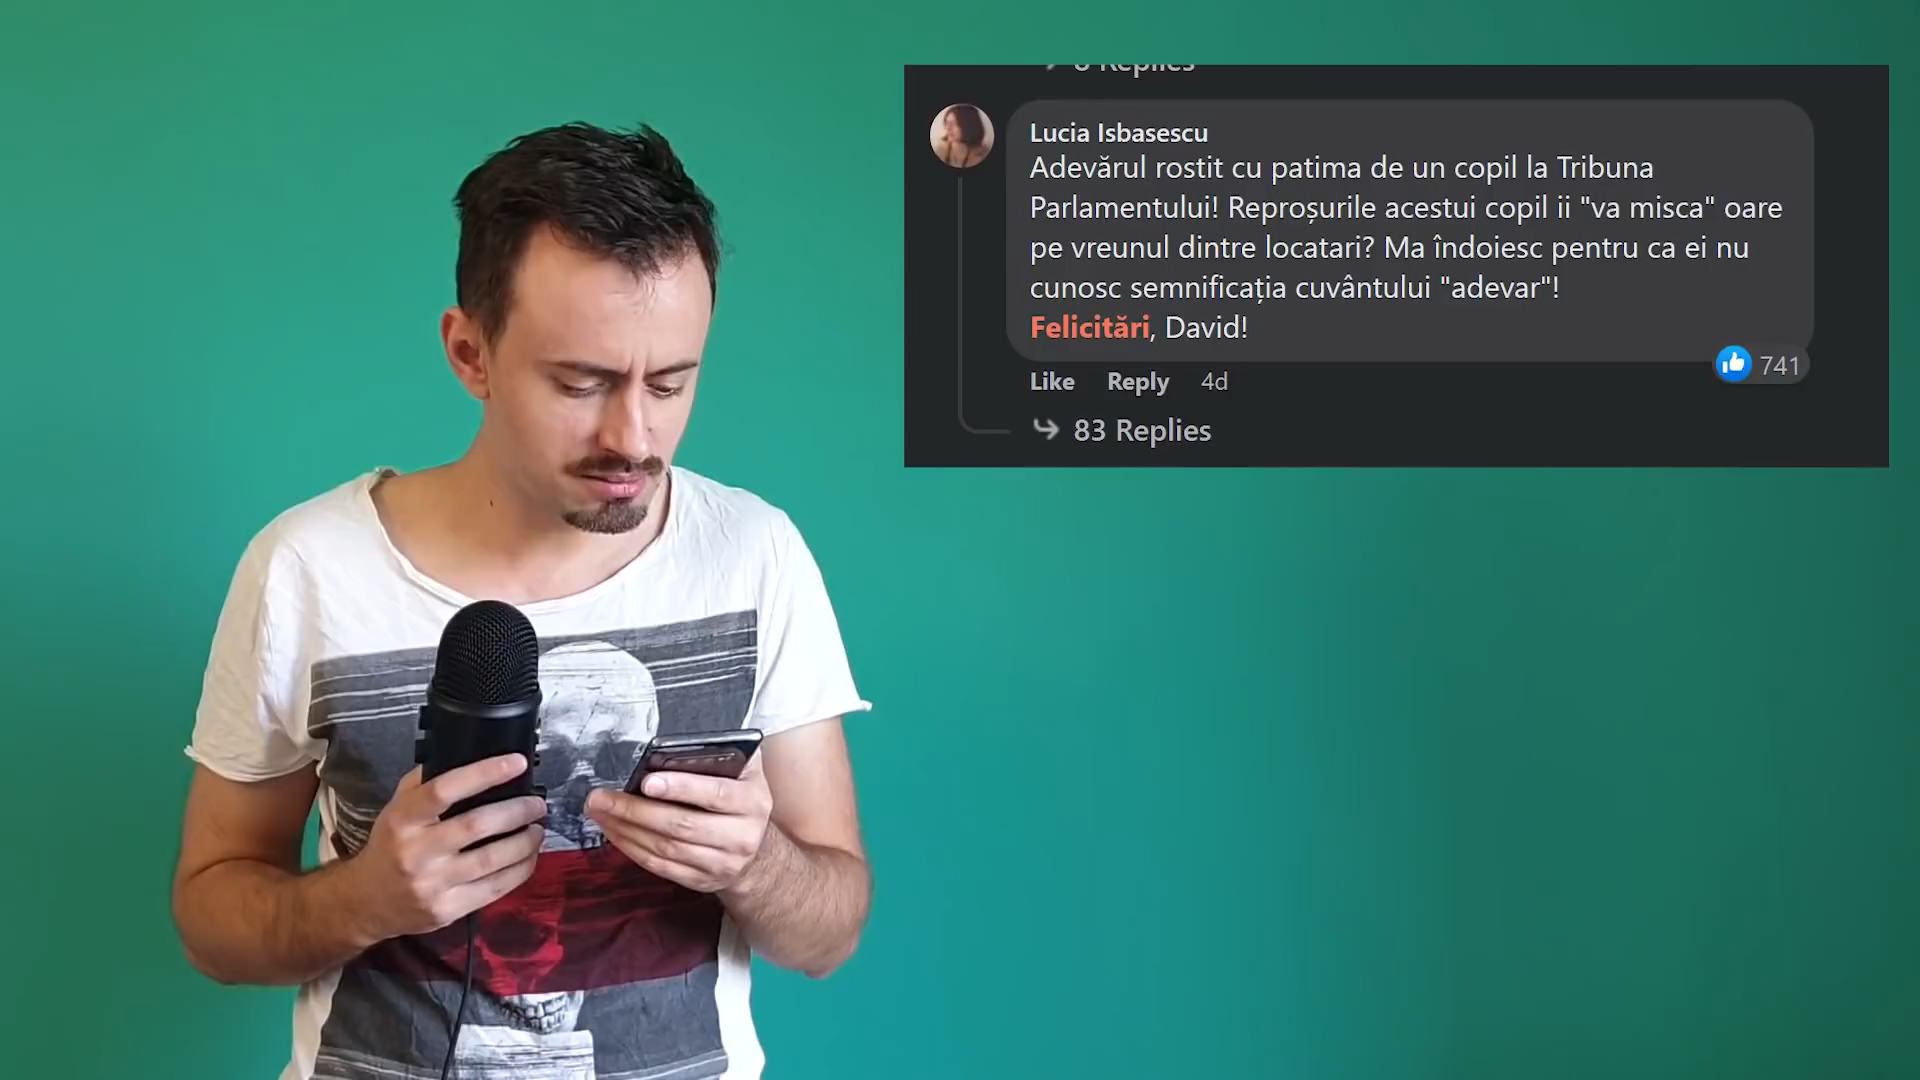 8 Replies
Lucia Isbasescu
Adevărul rostit cu patima de un copil la Tribuna
Parlamentului! Reproșurile acestui copil ii "va misca" oare
pe vreunul dintre locatari? Ma îndoiesc pentru ca ei nu
cunosc semnificația cuvântului "adevar"!
Felicitări, David!
741
Like Reply 4d
83 Replies